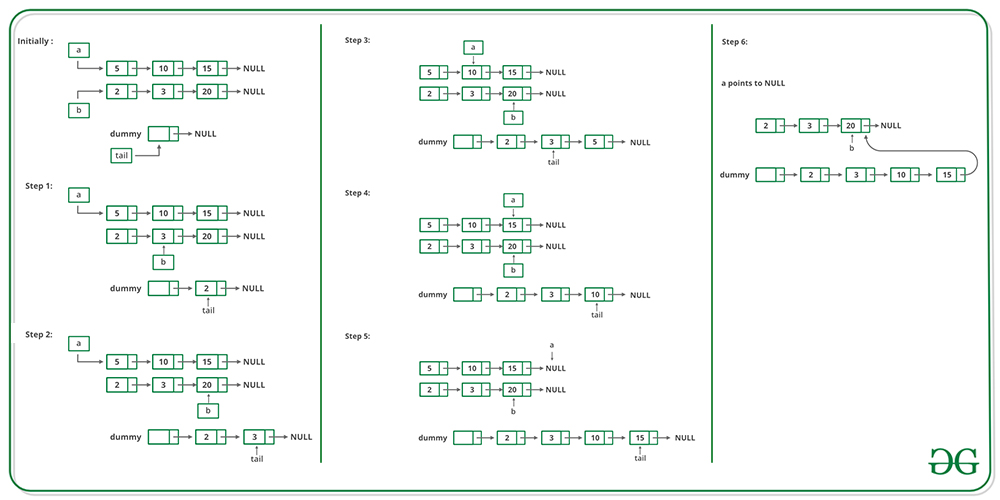 Initially :
a
5 10 15 NULL
2 3 20 NULL
b
dummy NULL
tail
Step 1:
a
5 10 15 NULL
2 3 20 NULL
b
dummy 2 NULL
tail
Step 2:
a
5 10 15 NULL
2 3 20 NULL
b
dummy 2 3 NULL
tail
Step 3:
a
5 10 15 NULL
2 3 20 NULL
b
dummy 2 3 5 NULL
tail
Step 4:
a
5 10 15 NULL
2 3 20 NULL
b
dummy 2 3 10 NULL
tail
Step 5:
a
5 10 15 NULL
2 3 20 NULL
b
dummy 2 3 10 15 NULL
tail
Step 6:
a points to NULL
2 3 20 NULL
b
dummy 2 3 10 15